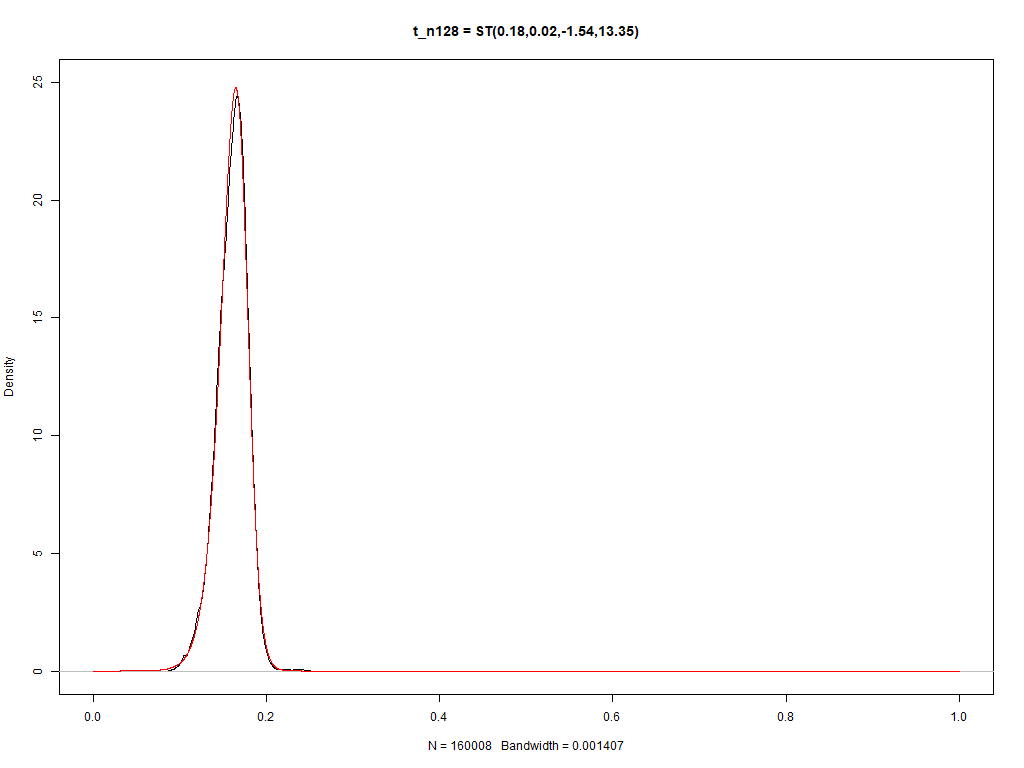 t_n128 = ST(0.18,0.02,-1.54,13.35)
Density
25
20
15
10
5
0
0.0 0.2 0.4 0.6 0.8 1.0
N = 160008 Bandwidth = 0.001407